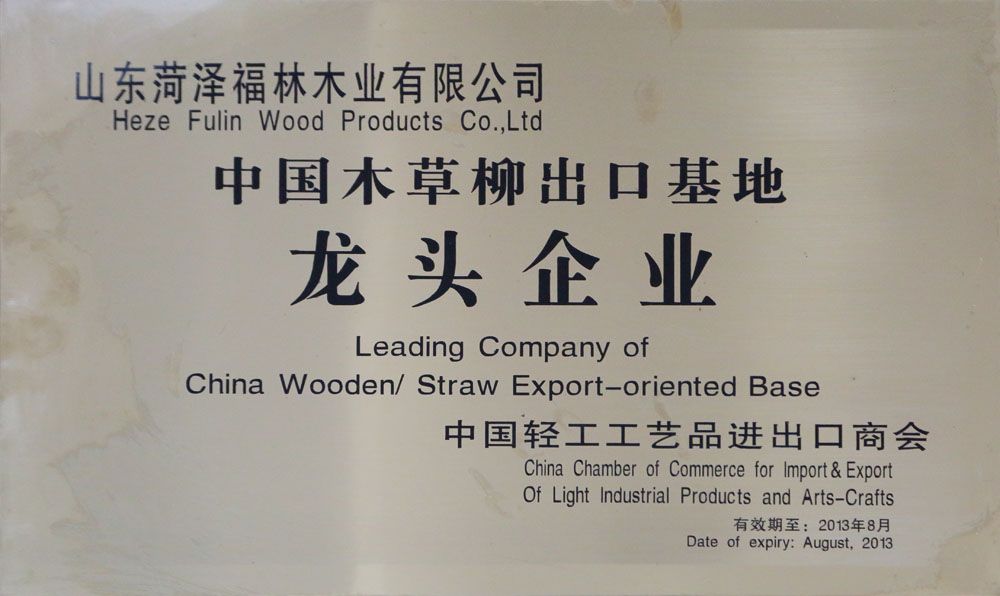 山东菏泽福林木业有限公司
Heze Fulin Wood Products Co.,Ltd
中国木草柳出口基地
龙头企业
Leading Company of
China Wooden/ Straw Export-oriented Base
中国轻工工艺品进出口商会
China Chamber of Commerce for Import & Export
Of Light Industrial Products and Arts-Crafts
有效期至：2013年8月
Date of expiry: August, 2013